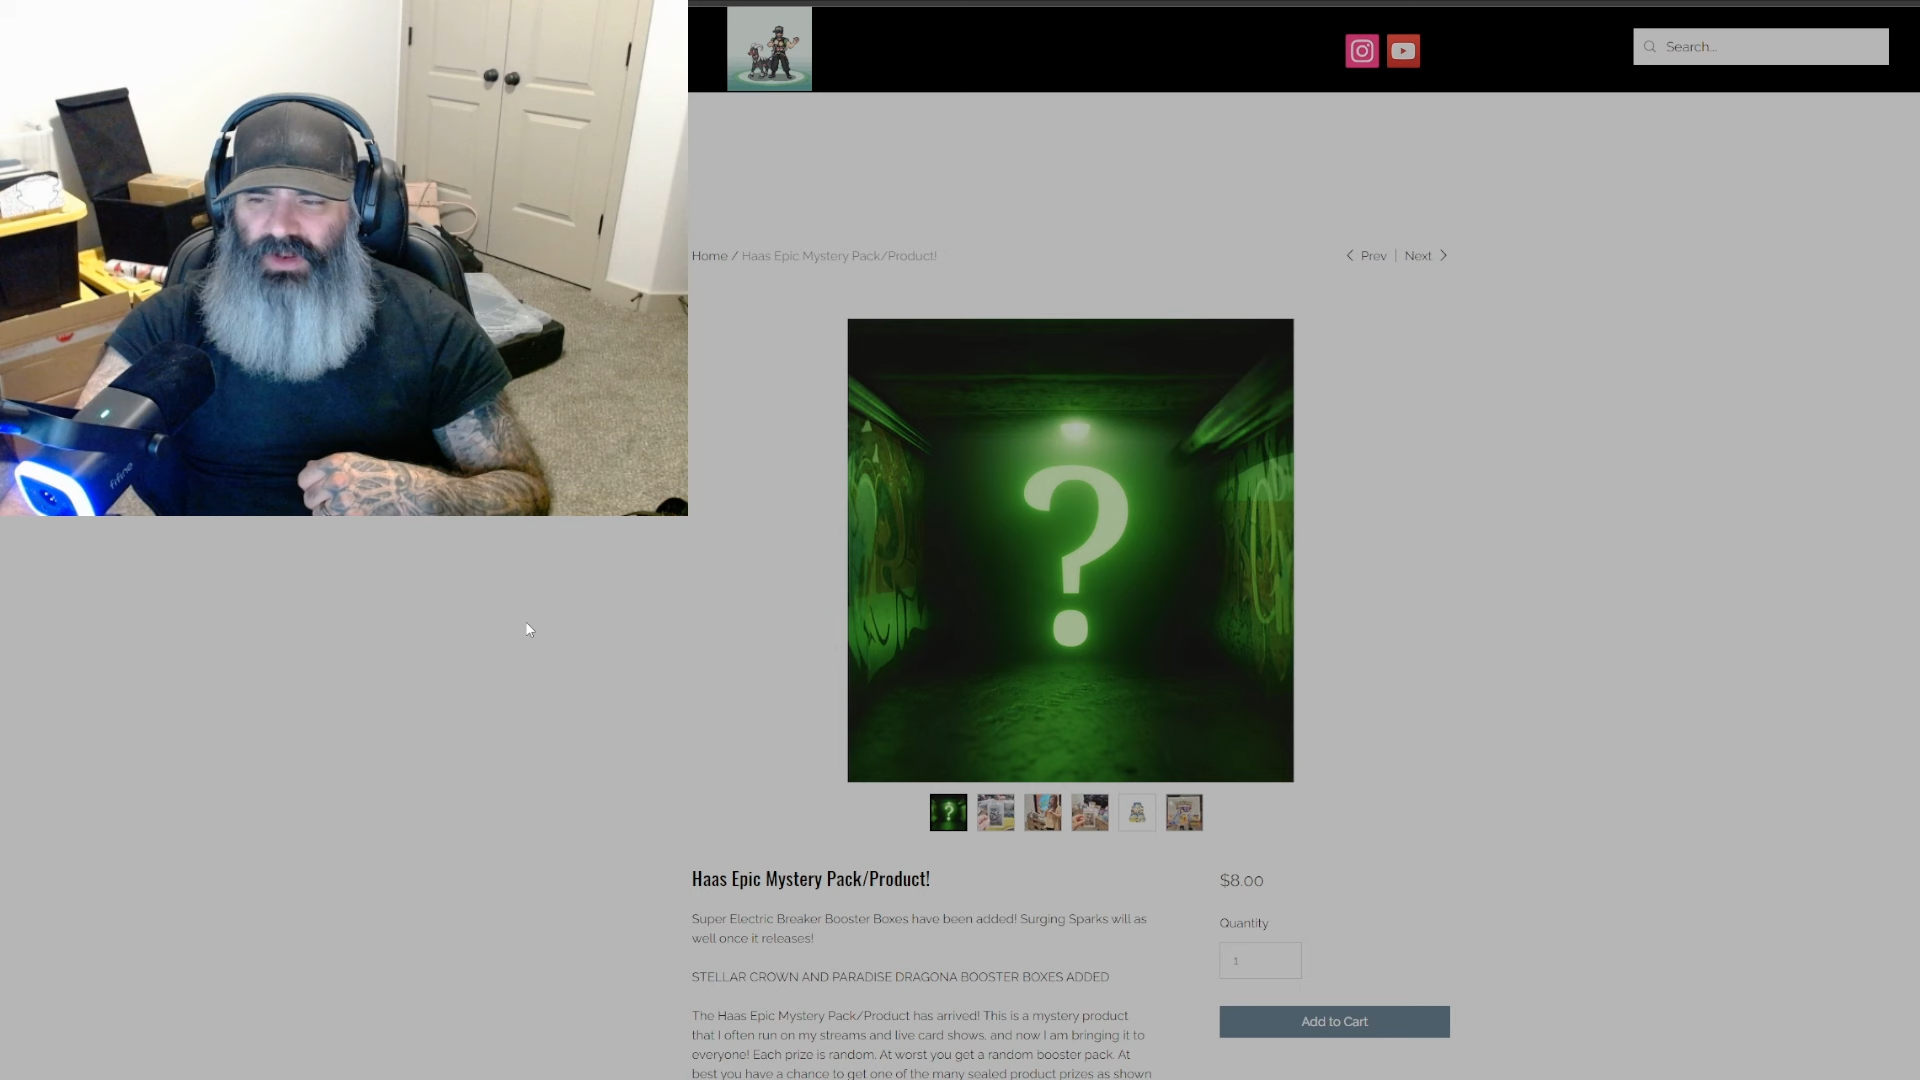 Search...
Home / Haas Epic Mystery Pack/Product!
Prev | Next
Haas Epic Mystery Pack/Product!
$8.00
Super Electric Breaker Booster Boxes have been added! Surging Sparks will as
well once it releases!
Quantity
1
STELLAR CROWN AND PARADISE DRAGONA BOOSTER BOXES ADDED
The Haas Epic Mystery Pack/Product has arrived! This is a mystery product
that I often run on my streams and live card shows, and now I am bringing it to
everyone! Each prize is random. At worst you get a random booster pack. At
best you have a chance to get one of the many sealed product prizes as shown
Add to Cart
fifine
?